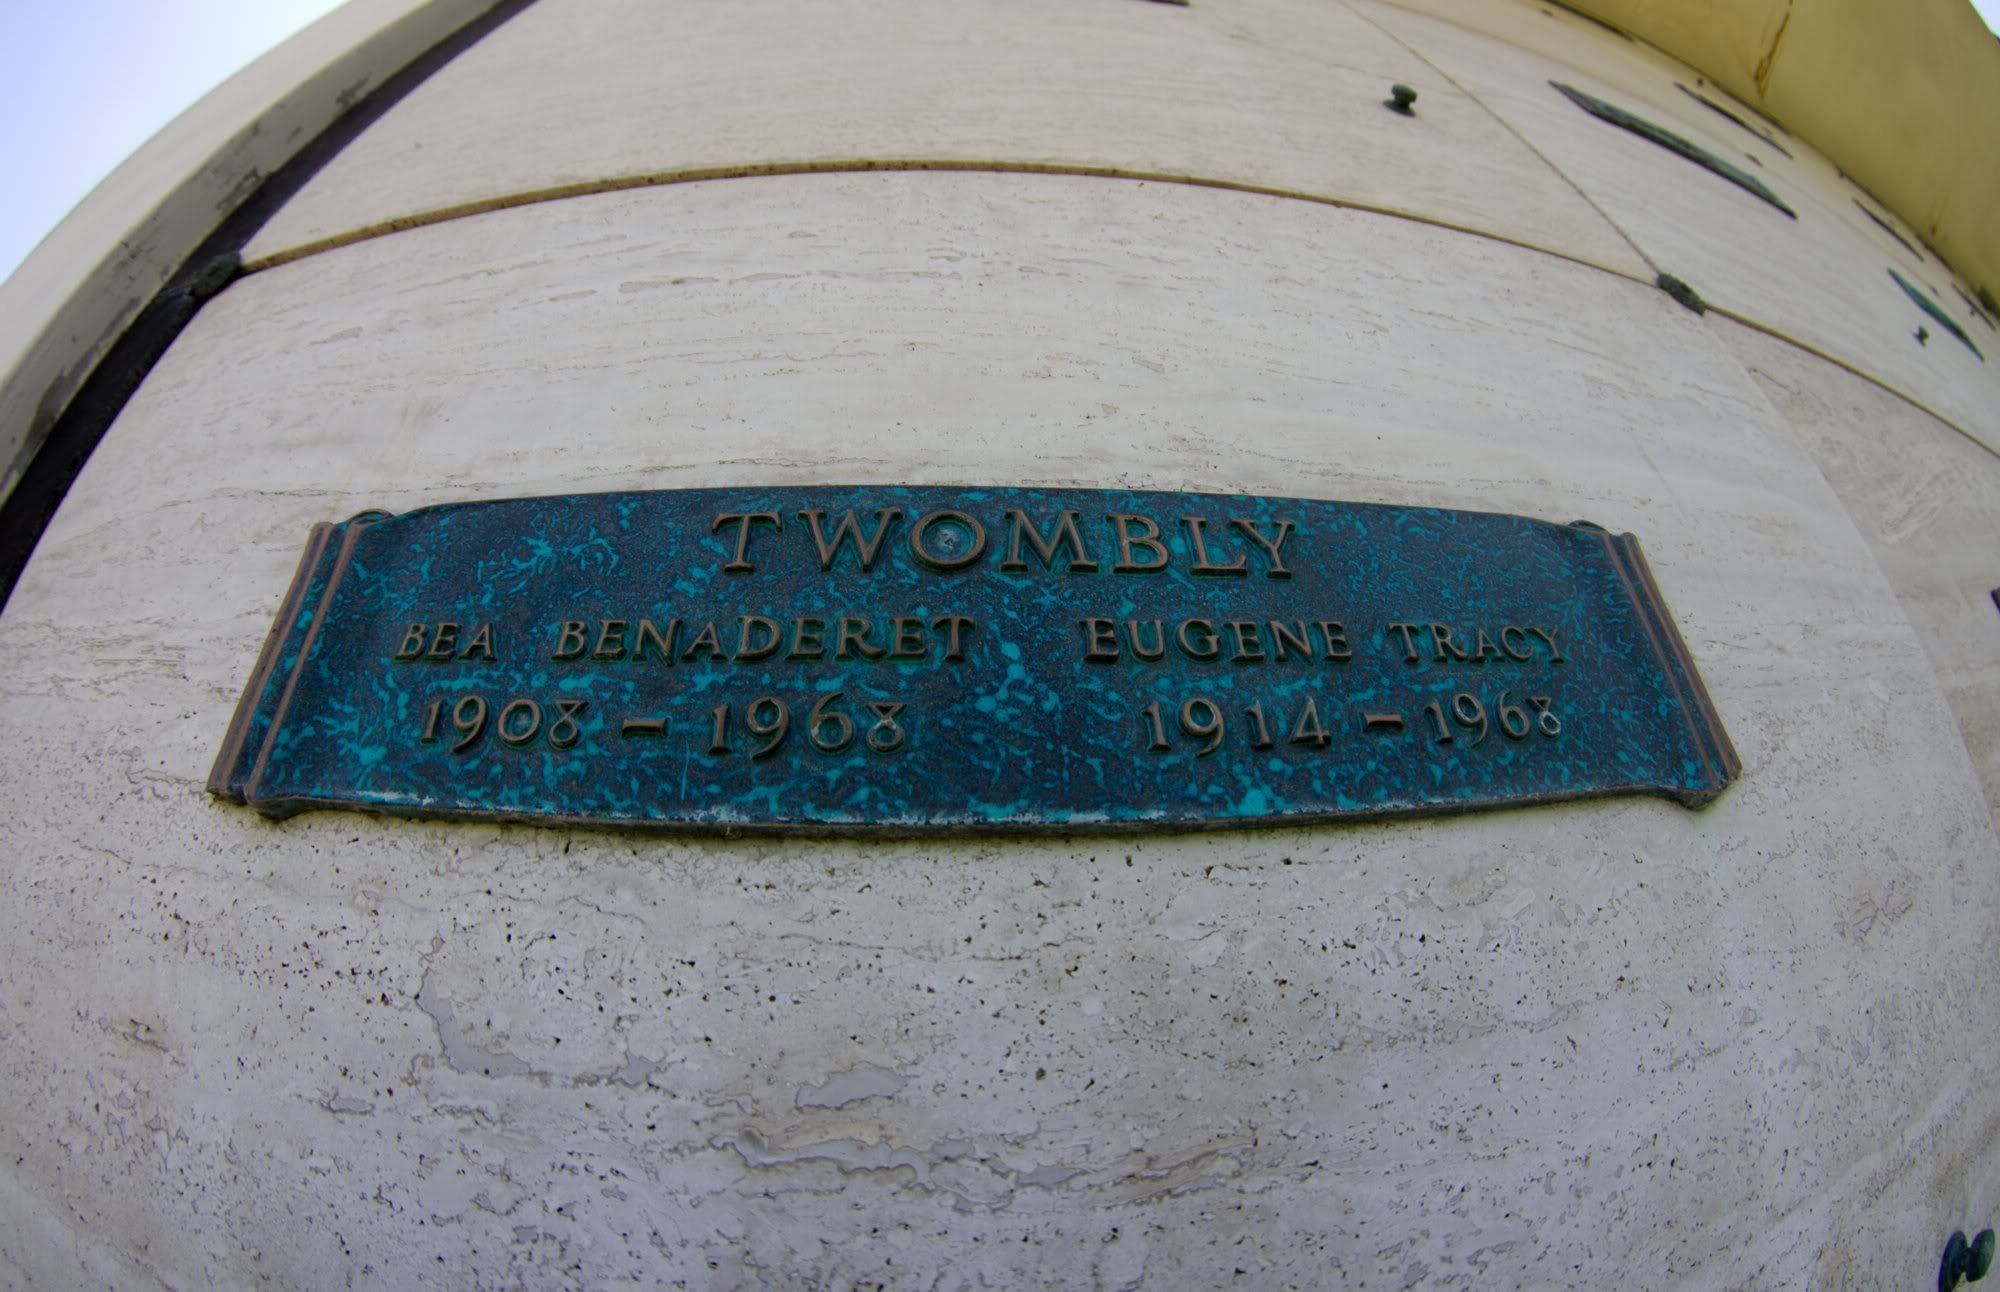 TWOMBLY
BEA BENADERET EUGENE TRACY
1908 - 1968 1914 - 1968